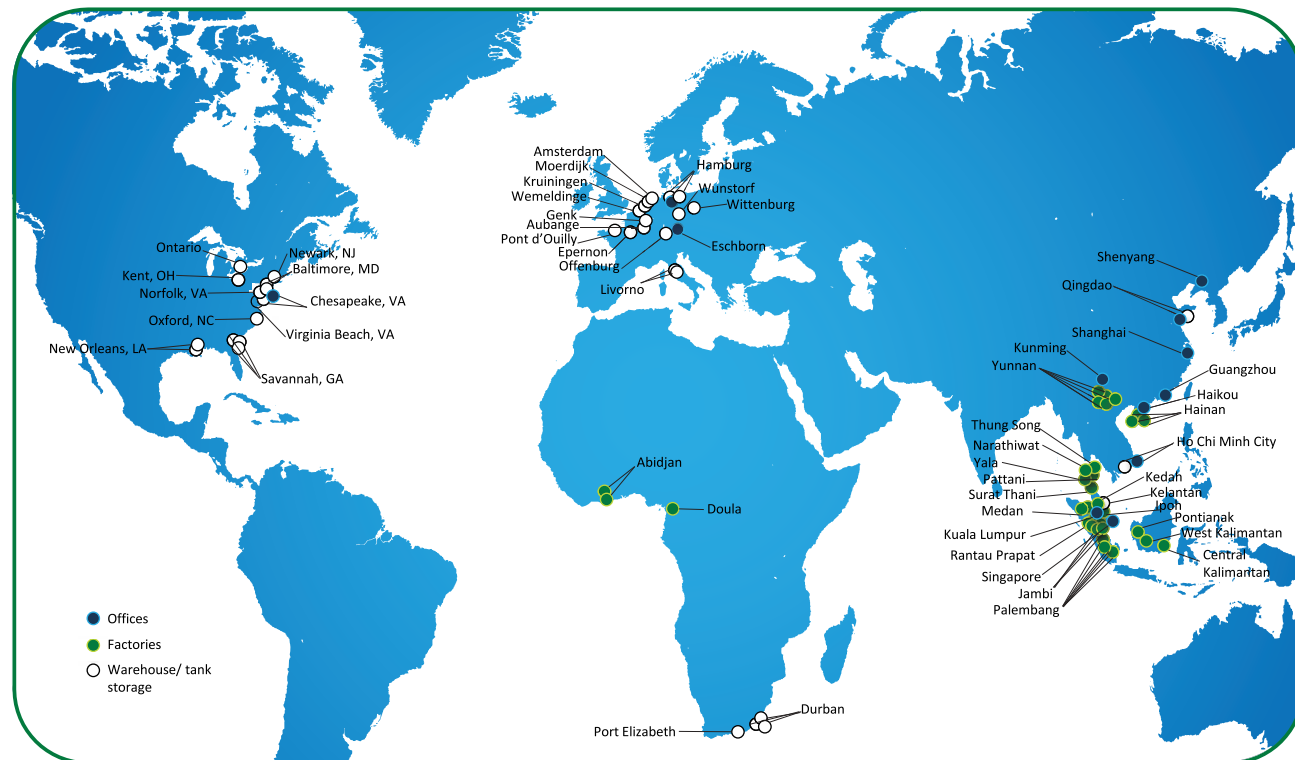 Amsterdam
Moerdijk
Kruiningen
Wemeldinge
Genk
Aubange
Pont d’Ouilly
Epernon
Offenburg
Livorno
Hamburg
Wunstorf
Wittenburg
Eschborn
Ontario
Kent, OH
Norfolk, VA
Oxford, NC
New Orleans, LA
Newark, NJ
Baltimore, MD
Chesapeake, VA
Virginia Beach, VA
Savannah, GA
Abidjan
Doula
Port Elizabeth
Durban
Shenyang
Qingdao
Shanghai
Kunming
Yunnan
Guangzhou
Haikou
Hainan
Ho Chi Minh City
Thung Song
Narathiwat
Yala
Pattani
Surat Thani
Medan
Kuala Lumpur
Rantau Prapat
Singapore
Jambi
Palembang
Kedah
Kelantan
Ipoh
Pontianak
West Kalimantan
Central
Kalimantan
Offices
Factories
Warehouse/ tank
storage